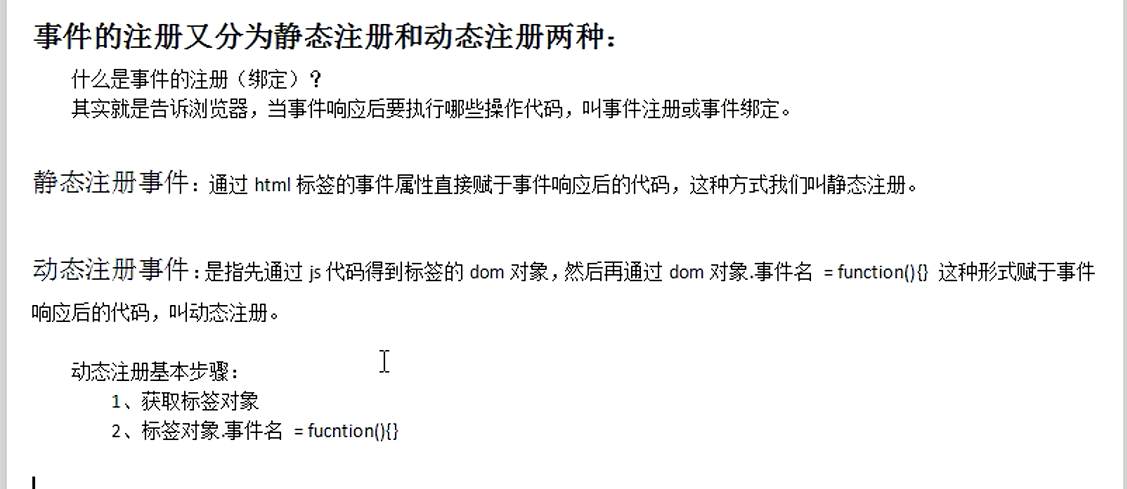 事件的注册又分为静态注册和动态注册两种：
什么是事件的注册（绑定）？
其实就是告诉浏览器，当事件响应后要执行哪些操作代码，叫事件注册或事件绑定。
静态注册事件：通过 html 标签的事件属性直接赋于事件响应后的代码，这种方式我们叫静态注册。
动态注册事件：是指先通过 js 代码得到标签的 dom 对象，然后再通过 dom 对象.事件名 = function(){} 这种形式赋于事件
响应后的代码，叫动态注册。
动态注册基本步骤：
1、获取标签对象
2、标签对象.事件名 = fucntion(){}